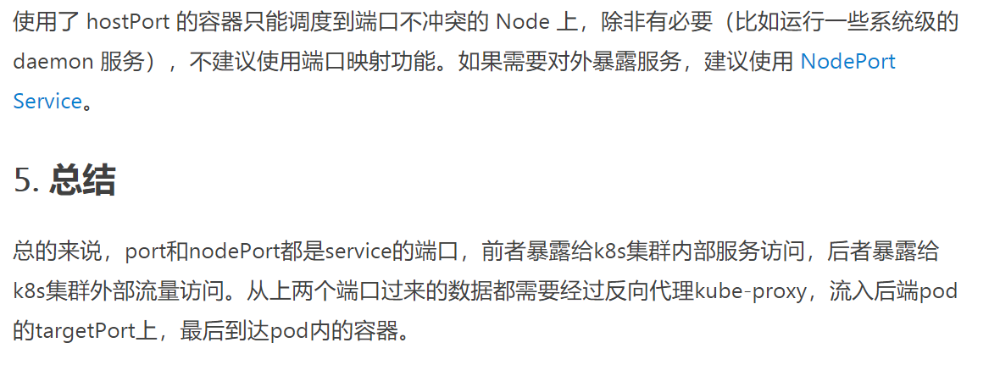 使用了 hostPort 的容器只能调度到端口不冲突的 Node 上，除非有必要（比如运行一些系统级的
daemon 服务），不建议使用端口映射功能。如果需要对外暴露服务，建议使用 NodePort
Service。
5. 总结
总的来说，port和nodePort都是service的端口，前者暴露给k8s集群内部服务访问，后者暴露给
k8s集群外部流量访问。从上两个端口过来的数据都需要经过反向代理kube-proxy，流入后端pod
的targetPort上，最后到达pod内的容器。